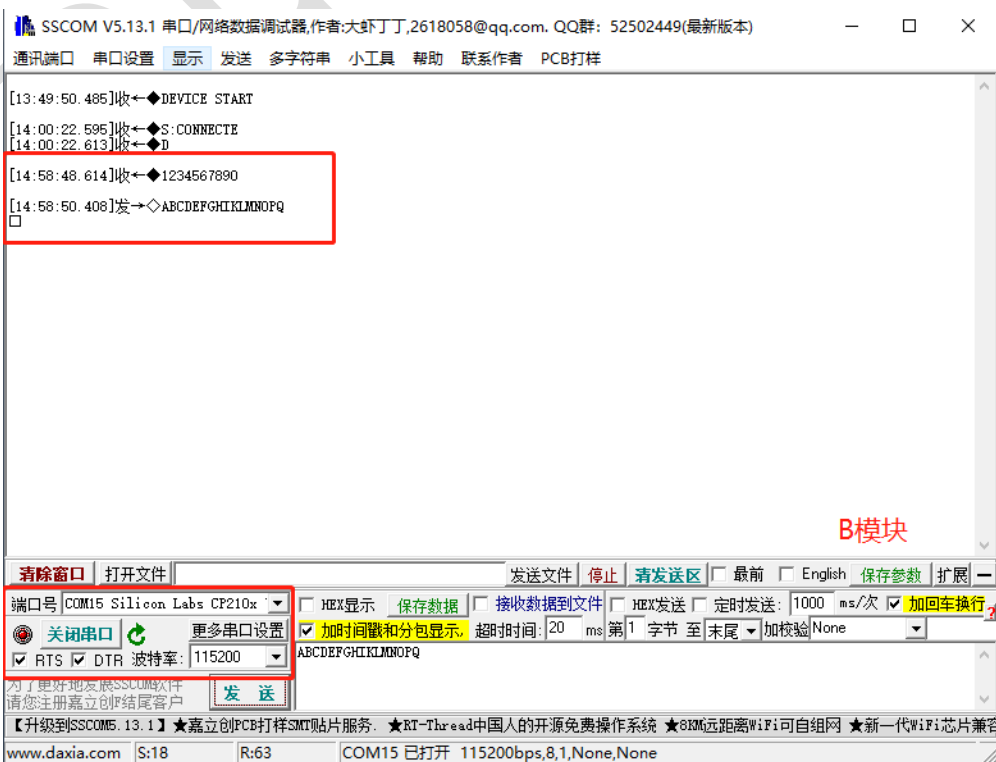 SSCOM V5.13.1 串口/网络数据调试器,作者:大虾丁丁,2618058@qq.com. QQ群: 52502449(最新版本)
通讯端口 串口设置 显示 发送 多字符串 小工具 帮助 联系作者 PCB打样
[13:49:50.485]收←◆DEVICE START
[14:00:22.595]收←◆S:CONNECTE
[14:00:22.613]收←◆D
[14:58:48.614]收←◆1234567890
[14:58:50.408]发→◇ABCDEFGHIKLMNOPQ
□
B模块
清除窗口 打开文件 发送文件 停止 清发送区 最前 English 保存参数 扩展 —
端口号 COM15 Silicon Labs CP210x HEX显示 保存数据 接收数据到文件 HEX发送 定时发送: 1000 ms/次 加回车换行
关闭串口 更多串口设置 加时间戳和分包显示, 超时时间: 20 ms 第1 字节 至 末尾 加校验 None
RTS DTR 波特率: 115200 ABCDEFGHIKLMNOPQ
为了更好地发展SSCOM软件
请您注册嘉立创F结尾客户
发 送
【升级到SSCOM5.13.1】★嘉立创PCB打样SMT贴片服务. ★RT-Thread中国人的开源免费操作系统 ★8KM远距离WiFi可自组网 ★新一代WiFi芯片兼容
www.daxia.com S:18 R:63 COM15 已打开 115200bps,8,1,None,None